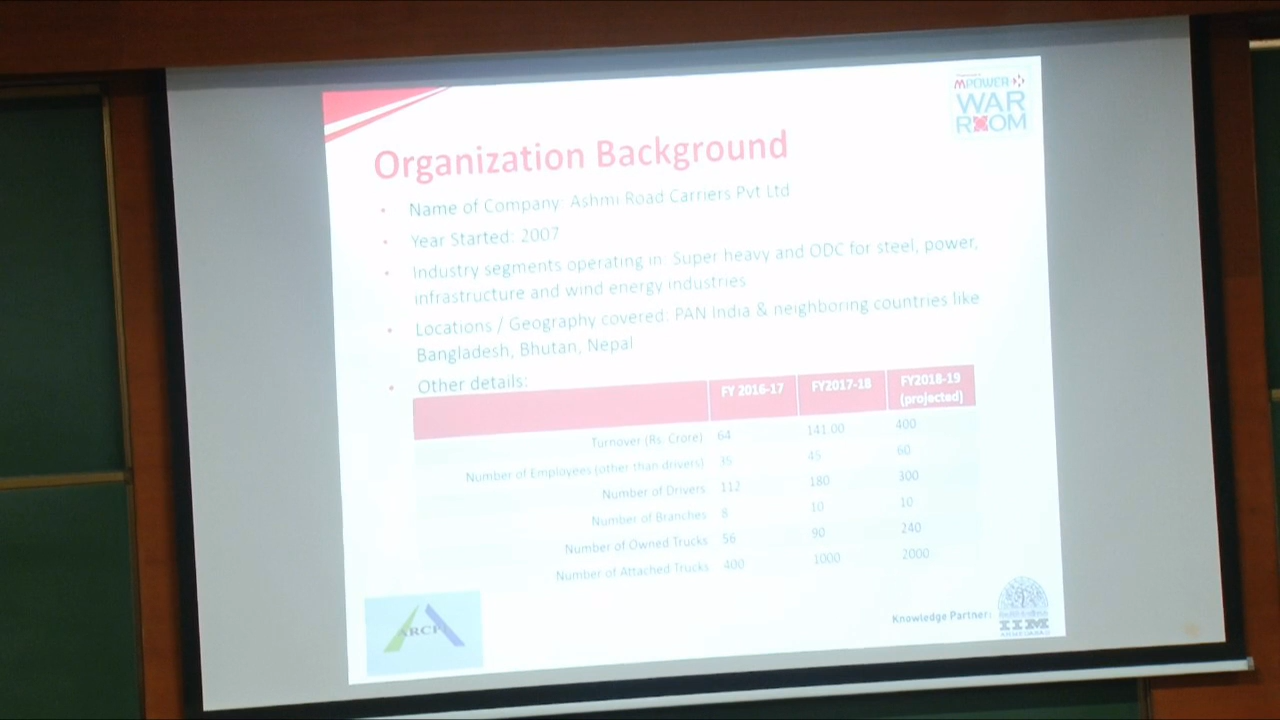 MPOWER
WAR
ROOM
Organization Background
• Name of Company: Ashmi Road Carriers Pvt Ltd
• Year Started: 2007
• Industry segments operating in: Super heavy and ODC for steel, power,
infrastructure and wind energy industries
• Locations / Geography covered: PAN India & neighboring countries like
Bangladesh, Bhutan, Nepal
• Other details:
FY 2016-17 FY2017-18 FY2018-19
(projected)
Turnover (Rs. Crore) 64 141.00 400
Number of Employees (other than drivers) 35 45 60
Number of Drivers 112 180 300
Number of Branches 8 10 10
Number of Owned Trucks 56 90 240
Number of Attached Trucks 400 1000 2000
Knowledge Partner:
IIM
AHMEDABAD